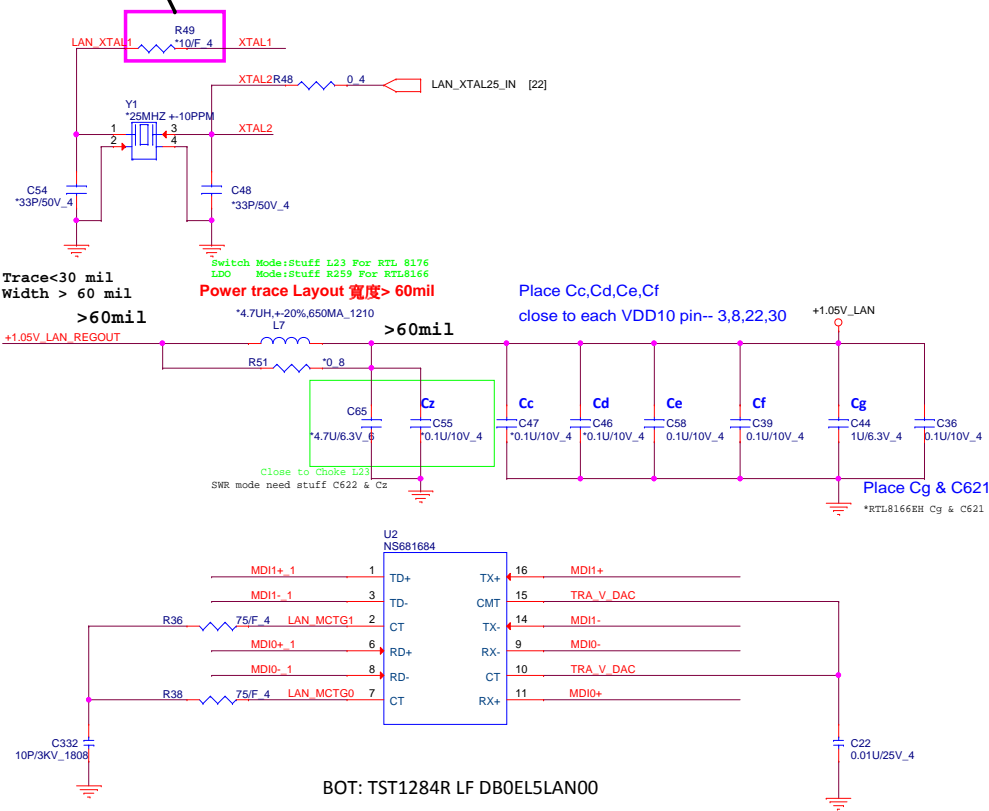 R49
*10/F_4
LAN_XTAL1
XTAL1
XTAL2
R48
0_4
LAN_XTAL25_IN [22]
Y1
*25MHZ +-10PPM
1
3
2
4
XTAL2
C54
*33P/50V_4
C48
*33P/50V_4
Switch Mode:Stuff L23 For RTL 8176
LDO Mode:Stuff R259 For RTL8166
Trace<30 mil
Width > 60 mil
Power trace Layout 寬度> 60mil
Place Cc,Cd,Ce,Cf
close to each VDD10 pin-- 3,8,22,30
>60mil
*4.7UH,+-20%,650MA_1210
L7
>60mil
+1.05V_LAN
+1.05V_LAN_REGOUT
R51
*0_8
C65
*4.7U/6.3V_6
Cz
C55
*0.1U/10V_4
Cc
C47
*0.1U/10V_4
Cd
C46
*0.1U/10V_4
Ce
C58
0.1U/10V_4
Cf
C39
0.1U/10V_4
Cg
C44
1U/6.3V_4
C36
0.1U/10V_4
Close to Choke L23
SWR mode need stuff C622 & Cz
Place Cg & C621
*RTL8166EH Cg & C621
U2
NS681684
MDI1+_1
1
TD+
TX+
16
MDI1+
MDI1-_1
3
TD-
CMT
15
TRA_V_DAC
R36
75/F_4
LAN_MCTG1
2
CT
TX-
14
MDI1-
MDI0+_1
6
RD+
RX-
9
MDI0-
MDI0-_1
8
RD-
CT
10
TRA_V_DAC
R38
75/F_4
LAN_MCTG0
7
CT
RX+
11
MDI0+
C332
10P/3KV_1808
C22
0.01U/25V_4
BOT: TST1284R LF DB0EL5LAN00